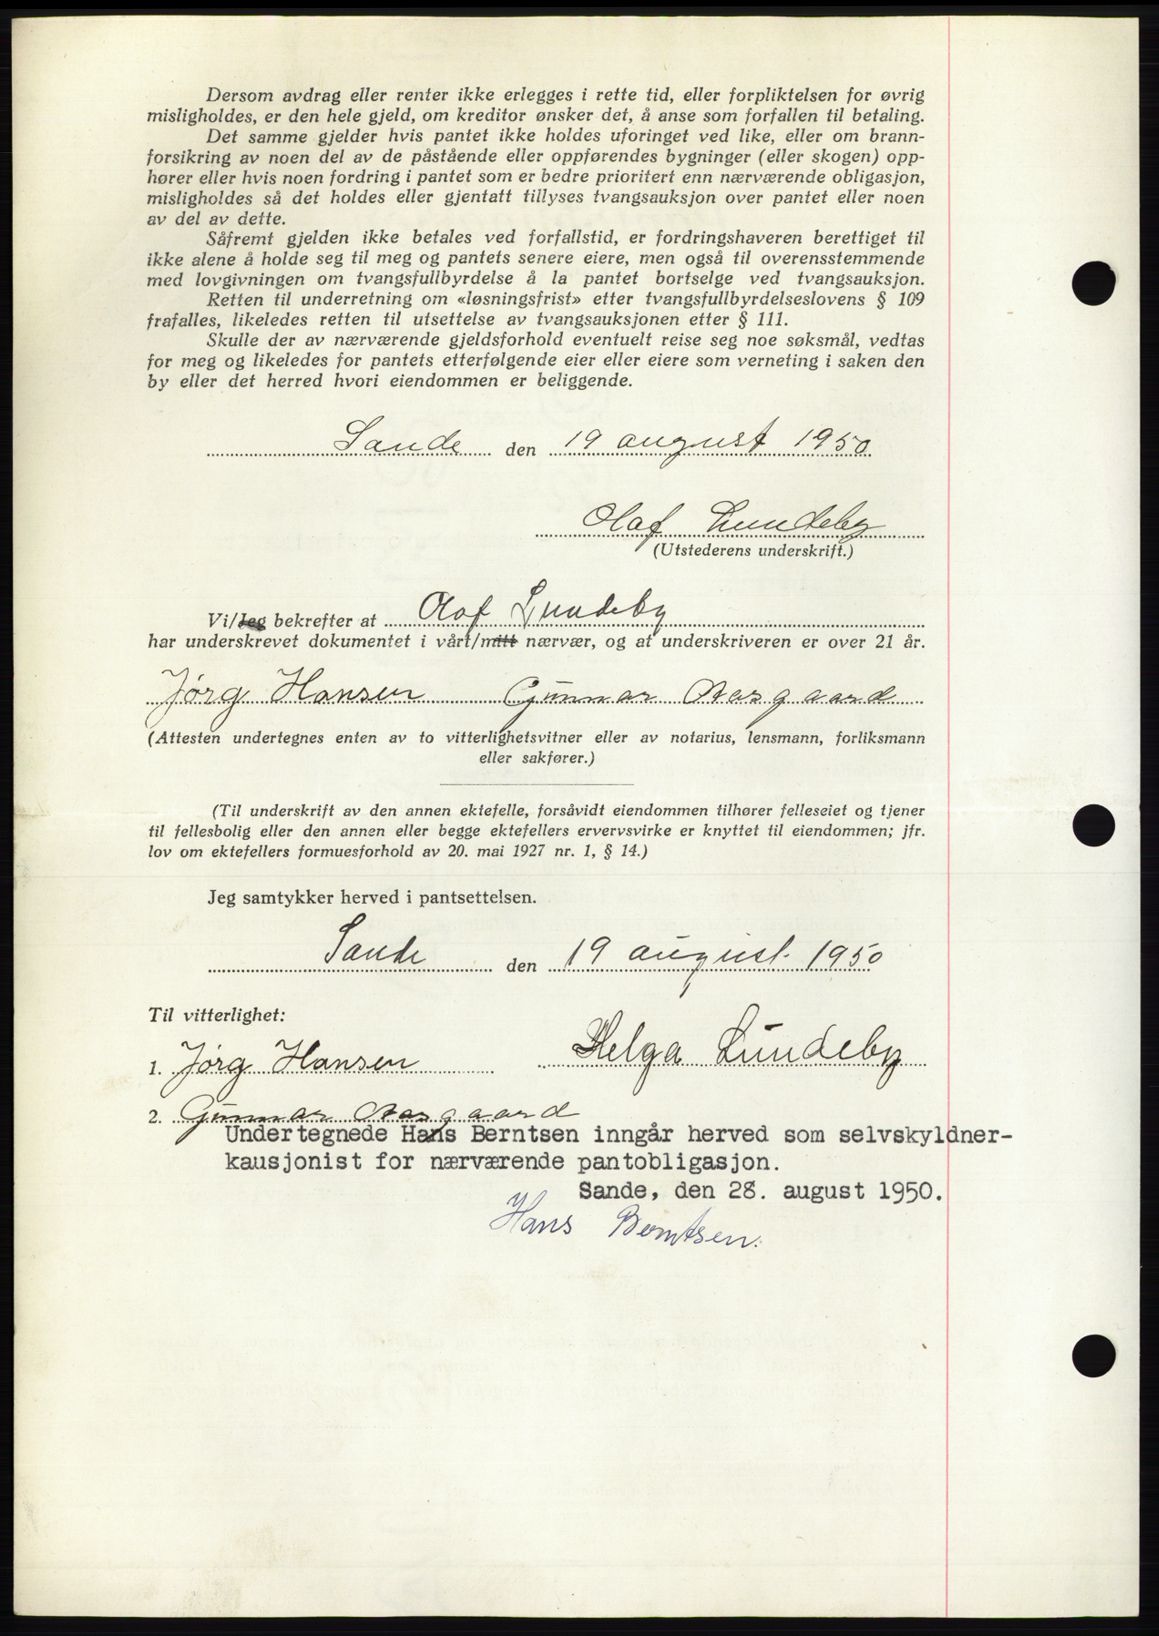 Dersom avdrag eller renter ikke erlegges i rette tid, eller forpliktelsen for øvrig
misligholdes, er den hele gjeld, om kreditor ønsker det, å anse som forfallen til betaling.
Det samme gjelder hvis pantet ikke holdes uforinget ved like, eller om brann-
forsikring av noen del av de påstående eller oppførendes bygninger (eller skogen) opp-
hører eller hvis noen fordring i pantet som er bedre prioritert enn nærværende obligasjon,
misligholdes så det holdes eller gjentatt tillyses tvangsauksjon over pantet eller noen
av del av dette.
Såfremt gjelden ikke betales ved forfallstid, er fordringshaveren berettiget til
ikke alene å holde seg til meg og pantets senere eiere, men også til overensstemmende
med lovgivningen om tvangsfullbyrdelse å la pantet bortselge ved tvangsauksjon.
Retten til underretning om «løsningsfrist» etter tvangsfullbyrdelseslovens § 109
frafalles, likeledes retten til utsettelse av tvangsauksjonen etter § 111.
Skulle der av nærværende gjeldsforhold eventuelt reise seg noe søksmål, vedtas
for meg og likeledes for pantets etterfølgende eier eller eiere som verneting i saken den
by eller det herred hvori eiendommen er beliggende.
Sande den 19 august 1950
Olaf Lundeby
(Utstederens underskrift.)
Vi/Jeg bekrefter at Olaf Lundeby
har underskrevet dokumentet i vårt/mitt nærvær, og at underskriveren er over 21 år.
Jørg Hansen Gunnar Aasgaard
(Attesten undertegnes enten av to vitterlighetsvitner eller av notarius, lensmann, forliksmann
eller sakfører.)
(Til underskrift av den annen ektefelle, forsåvidt eiendommen tilhører felleseiet og tjener
til fellesbolig eller den annen eller begge ektefellers ervervsvirke er knyttet til eiendommen; jfr.
lov om ektefellers formuesforhold av 20. mai 1927 nr. 1, § 14.)
Jeg samtykker herved i pantsettelsen.
Sande den 19 august. 1950
Til vitterlighet:
1. Jørg Hansen Helga Lundeby
2. Gunnar Aasgaard
Undertegnede Hans Berntsen inngår herved som selvskyldner-
kausjonist for nærværende pantobligasjon.
Sande, den 28. august 1950.
Hans Berntsen.